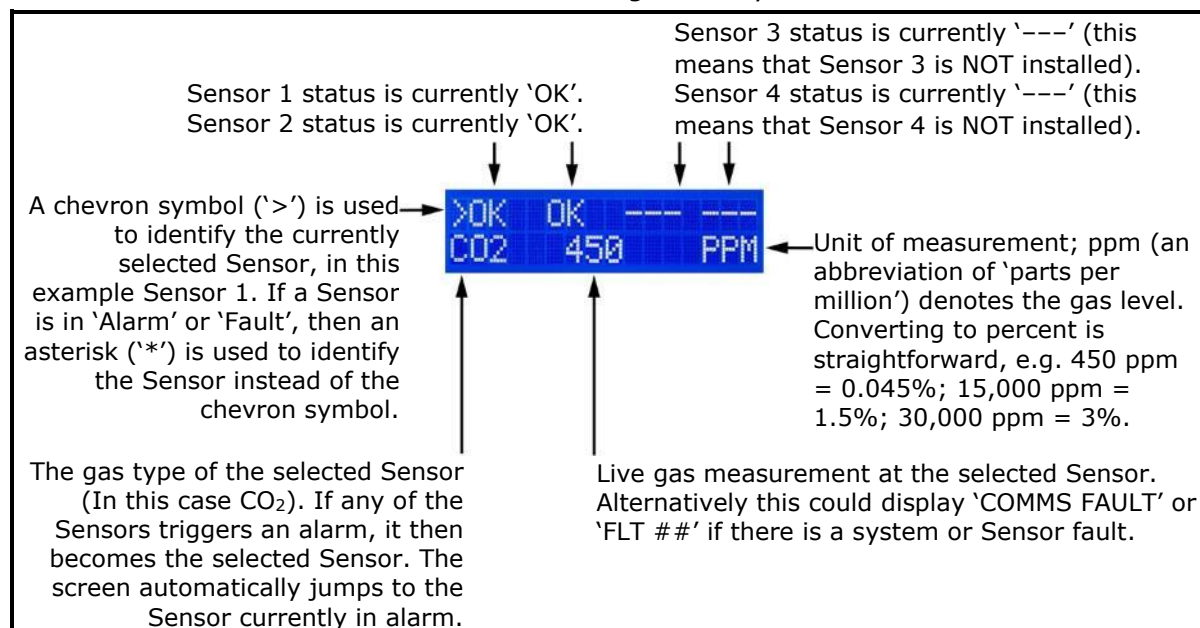 Sensor 3 status is currently ‘---’ (this
means that Sensor 3 is NOT installed).
Sensor 4 status is currently ‘---’ (this
means that Sensor 4 is NOT installed).
Sensor 1 status is currently ‘OK’.
Sensor 2 status is currently ‘OK’.
>OK OK --- ---
CO2 450 PPM
A chevron symbol (‘>’) is used
to identify the currently
selected Sensor, in this
example Sensor 1. If a Sensor
is in ‘Alarm’ or ‘Fault’, then an
asterisk (‘*’) is used to identify
the Sensor instead of the
chevron symbol.
Unit of measurement; ppm (an
abbreviation of ‘parts per
million’) denotes the gas level.
Converting to percent is
straightforward, e.g. 450 ppm
= 0.045%; 15,000 ppm =
1.5%; 30,000 ppm = 3%.
The gas type of the selected Sensor
(In this case CO₂). If any of the
Sensors triggers an alarm, it then
becomes the selected Sensor. The
screen automatically jumps to the
Sensor currently in alarm.
Live gas measurement at the selected Sensor.
Alternatively this could display ‘COMMS FAULT’ or
‘FLT ##’ if there is a system or Sensor fault.